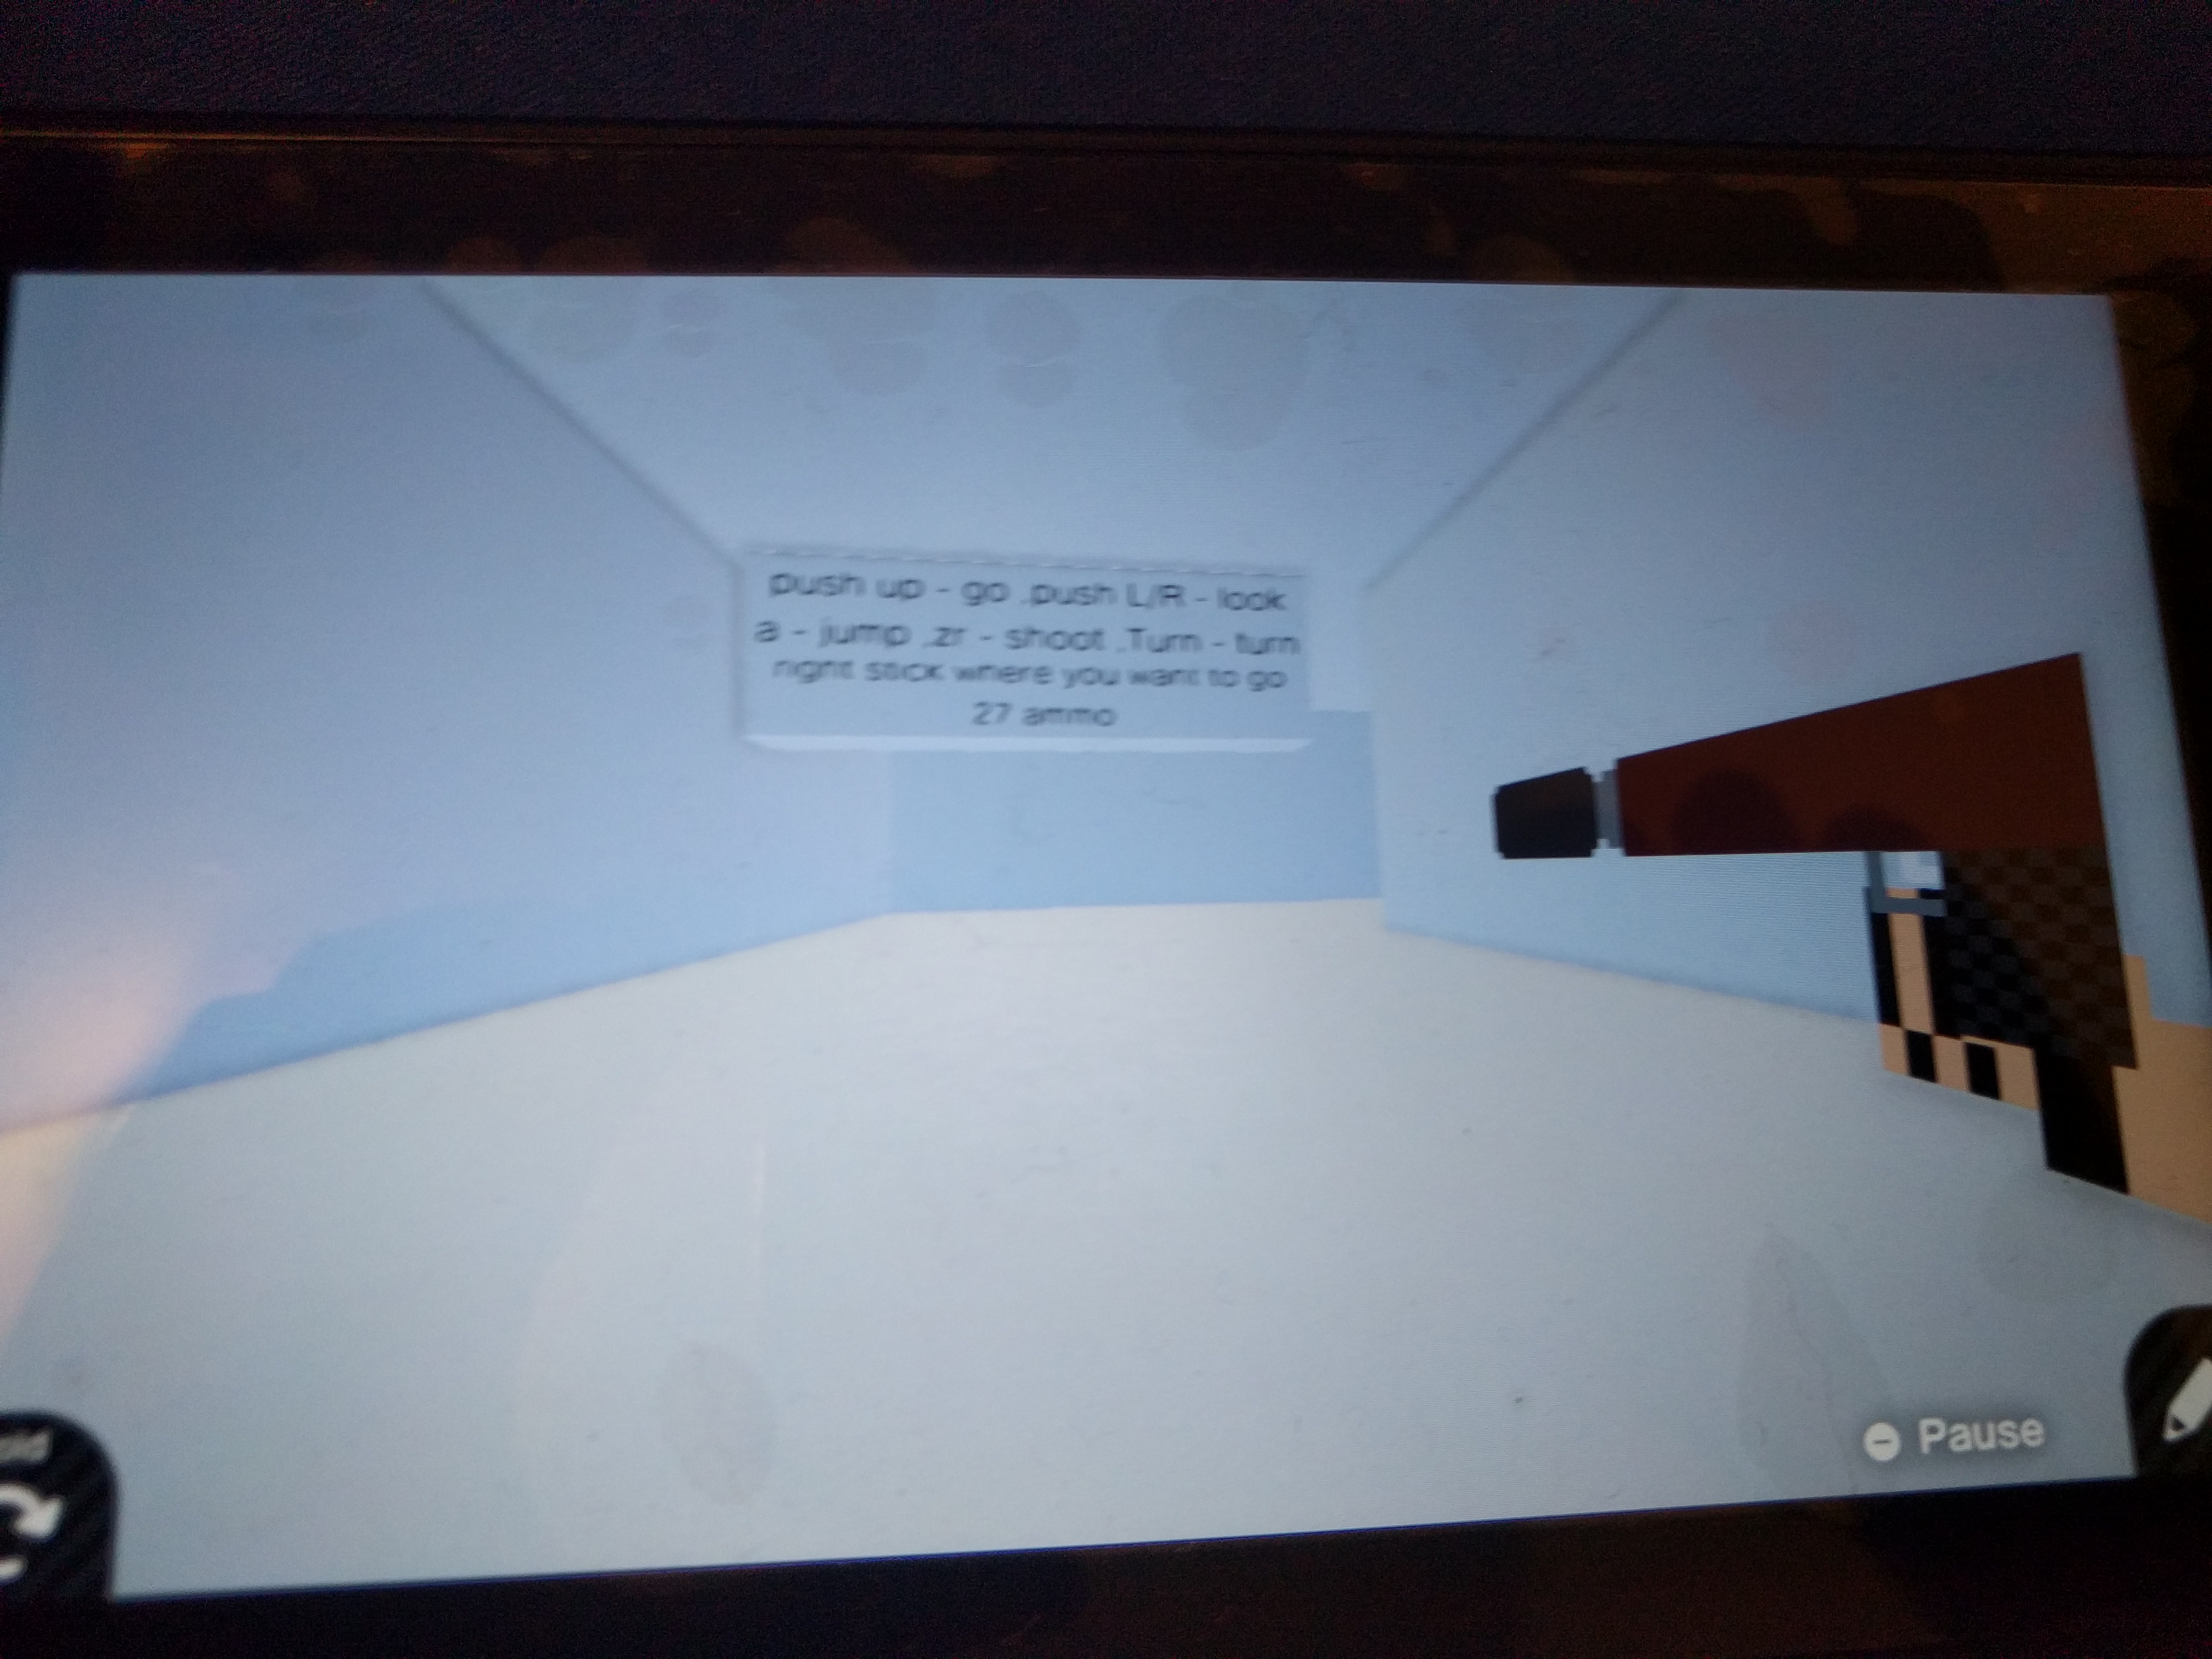 push up - go .push L/R - look
a - jump .zr - shoot .Turn - turn
right stick where you want to go
27 ammo
Pause